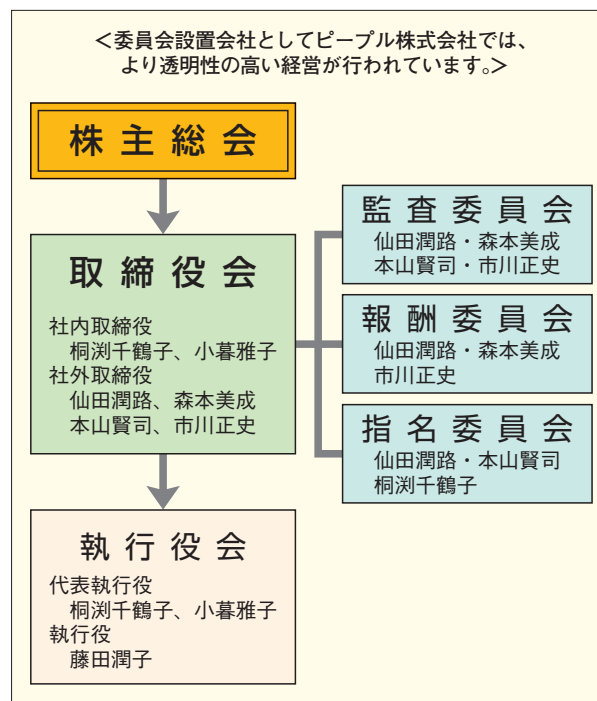 ＜委員会設置会社としてピープル株式会社では、
より透明性の高い経営が行われています。＞
株主総会
取締役会
社内取締役
桐渕千鶴子、小暮雅子
社外取締役
仙田潤路、森本美成
本山賢司、市川正史
監査委員会
仙田潤路・森本美成
本山賢司・市川正史
報酬委員会
仙田潤路・森本美成
市川正史
指名委員会
仙田潤路・本山賢司
桐渕千鶴子
執行役会
代表執行役
桐渕千鶴子、小暮雅子
執行役
藤田潤子